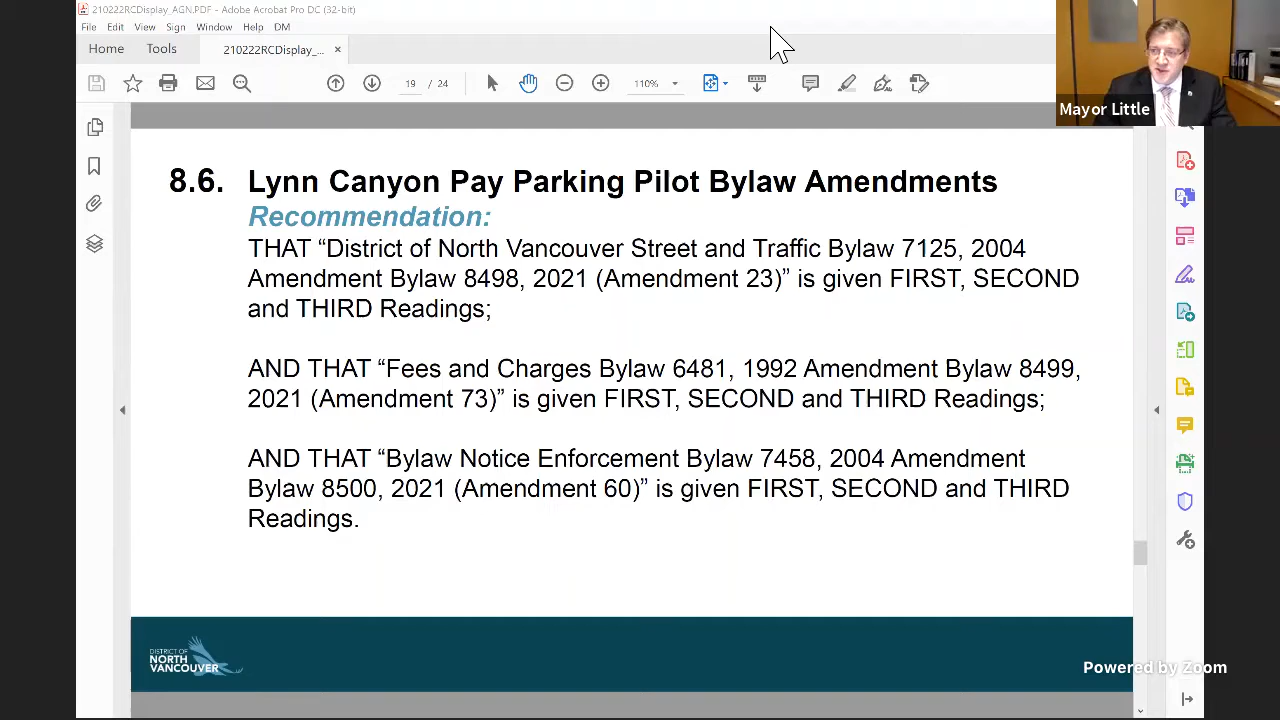 210222RCDisplay_AGN.PDF - Adobe Acrobat Pro DC (32-bit)
File Edit View Sign Window Help DM
Home Tools 210222RCDisplay_... ×
19 / 24 110%
Mayor Little
8.6. Lynn Canyon Pay Parking Pilot Bylaw Amendments
Recommendation:
THAT “District of North Vancouver Street and Traffic Bylaw 7125, 2004
Amendment Bylaw 8498, 2021 (Amendment 23)” is given FIRST, SECOND
and THIRD Readings;
AND THAT “Fees and Charges Bylaw 6481, 1992 Amendment Bylaw 8499,
2021 (Amendment 73)” is given FIRST, SECOND and THIRD Readings;
AND THAT “Bylaw Notice Enforcement Bylaw 7458, 2004 Amendment
Bylaw 8500, 2021 (Amendment 60)” is given FIRST, SECOND and THIRD
Readings.
DISTRICT OF
NORTH
VANCOUVER
Powered by Zoom